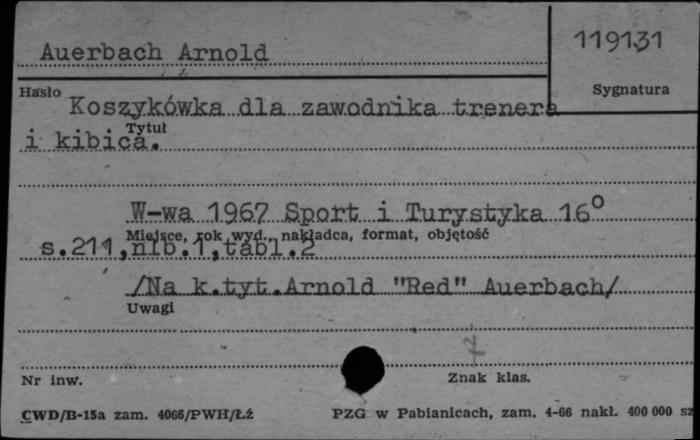 Auerbach Arnold
119131
Hasło
Sygnatura
Koszykówka dla zawodnika trenera
Tytuł
i kibica.
W-wa 1967 Sport i Turystyka 16°
Miejsce, rok wyd., nakładca, format, objętość
s.211,nlb.1,tabl.2
/Na k.tyt.Arnold "Red" Auerbach/
Uwagi
Nr inw.
Znak klas.
CWD/B-15a zam. 4066/PWH/Łź
PZG w Pabianicach, zam. 4-66 nakł. 400 000 sz